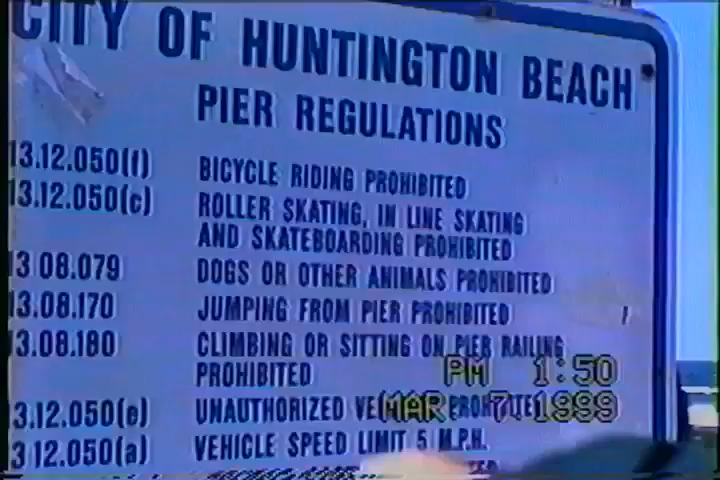 CITY OF HUNTINGTON BEACH
PIER REGULATIONS
13.12.050(f) BICYCLE RIDING PROHIBITED
13.12.050(c) ROLLER SKATING, IN LINE SKATING
AND SKATEBOARDING PROHIBITED
13 08.079 DOGS OR OTHER ANIMALS PROHIBITED
13.08.170 JUMPING FROM PIER PROHIBITED
13.08.180 CLIMBING OR SITTING ON PIER RAILING
PROHIBITED
PM 1:50
13.12.050(e) UNAUTHORIZED
MAR 7 1999
13 12.050(a) VEHICLE SPEED LIMIT 5 M.P.H.